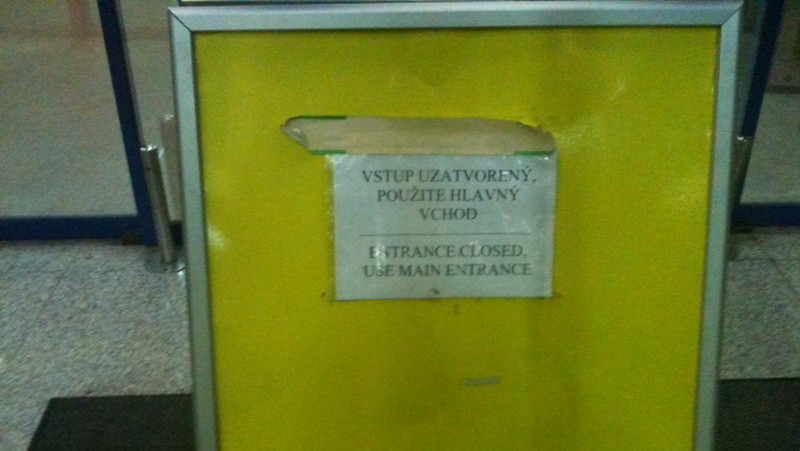 VSTUP UZATVORENÝ,
POUŽITE HLAVNÝ
VCHOD
ENTRANCE CLOSED,
USE MAIN ENTRANCE